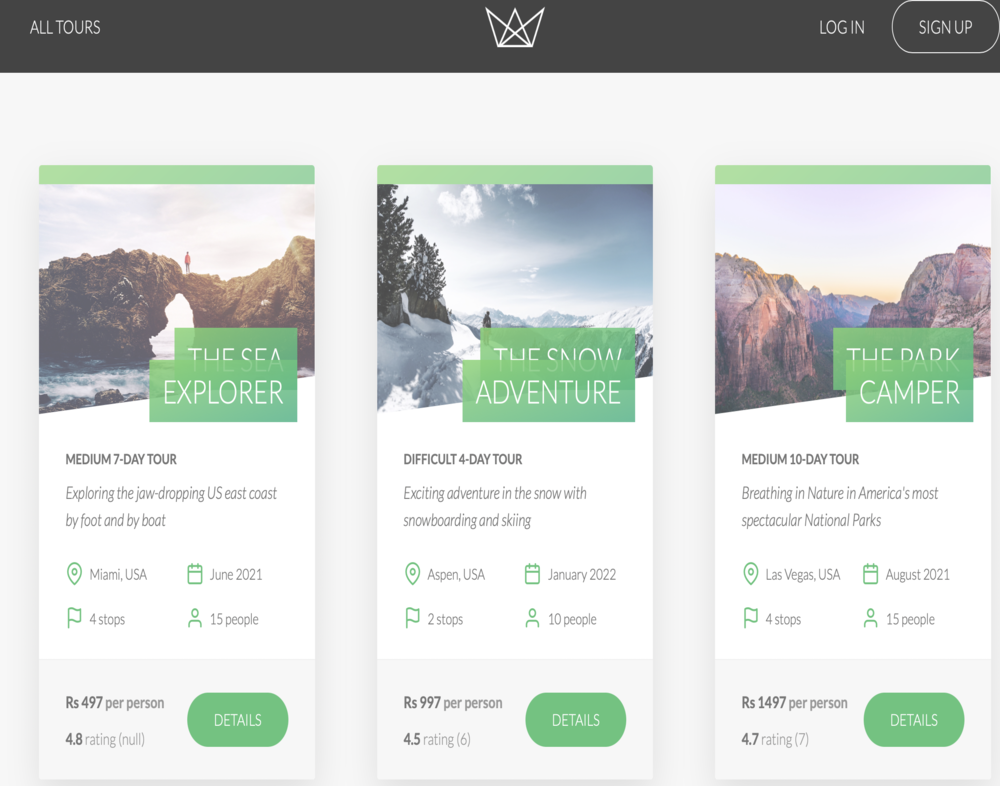 ALL TOURS
LOG IN
SIGN UP
THE SEA
EXPLORER
MEDIUM 7-DAY TOUR
Exploring the jaw-dropping US east coast
by foot and by boat
Miami, USA
June 2021
4 stops
15 people
Rs 497 per person
4.8 rating (null)
DETAILS
THE SNOW
ADVENTURE
DIFFICULT 4-DAY TOUR
Exciting adventure in the snow with
snowboarding and skiing
Aspen, USA
January 2022
2 stops
10 people
Rs 997 per person
4.5 rating (6)
DETAILS
THE PARK
CAMPER
MEDIUM 10-DAY TOUR
Breathing in Nature in America's most
spectacular National Parks
Las Vegas, USA
August 2021
4 stops
15 people
Rs 1497 per person
4.7 rating (7)
DETAILS